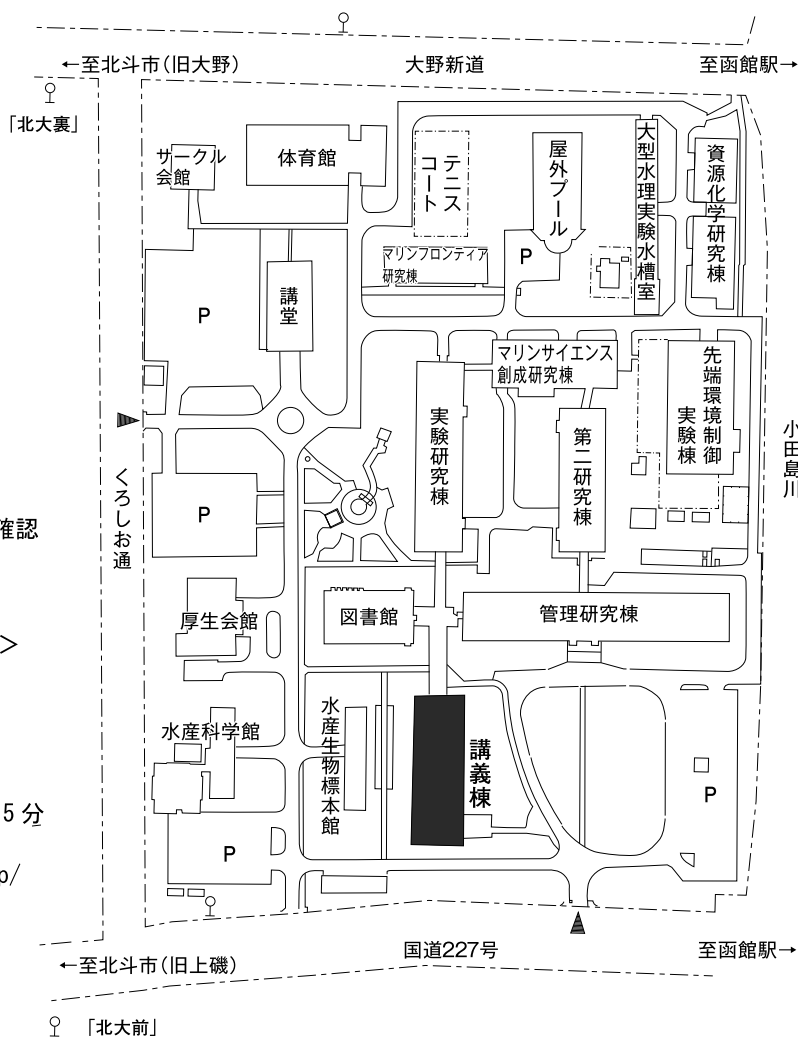 ←至北斗市(旧大野)
大野新道
至函館駅→
「北大裏」
サークル
会館
体育館
テニス
コート
屋外プール
大型水理実験水槽室
資源化学研究棟
マリンフロンティア
研究棟
P
講堂
P
マリンサイエンス
創成研究棟
先端環境制御
実験棟
実験研究棟
第二研究棟
小田島川
くろしお通
P
確認
厚生会館
図書館
管理研究棟
＞
水産科学館
水産生物標本館
講義棟
P
5分
P
p/
国道227号
←至北斗市(旧上磯)
至函館駅→
「北大前」